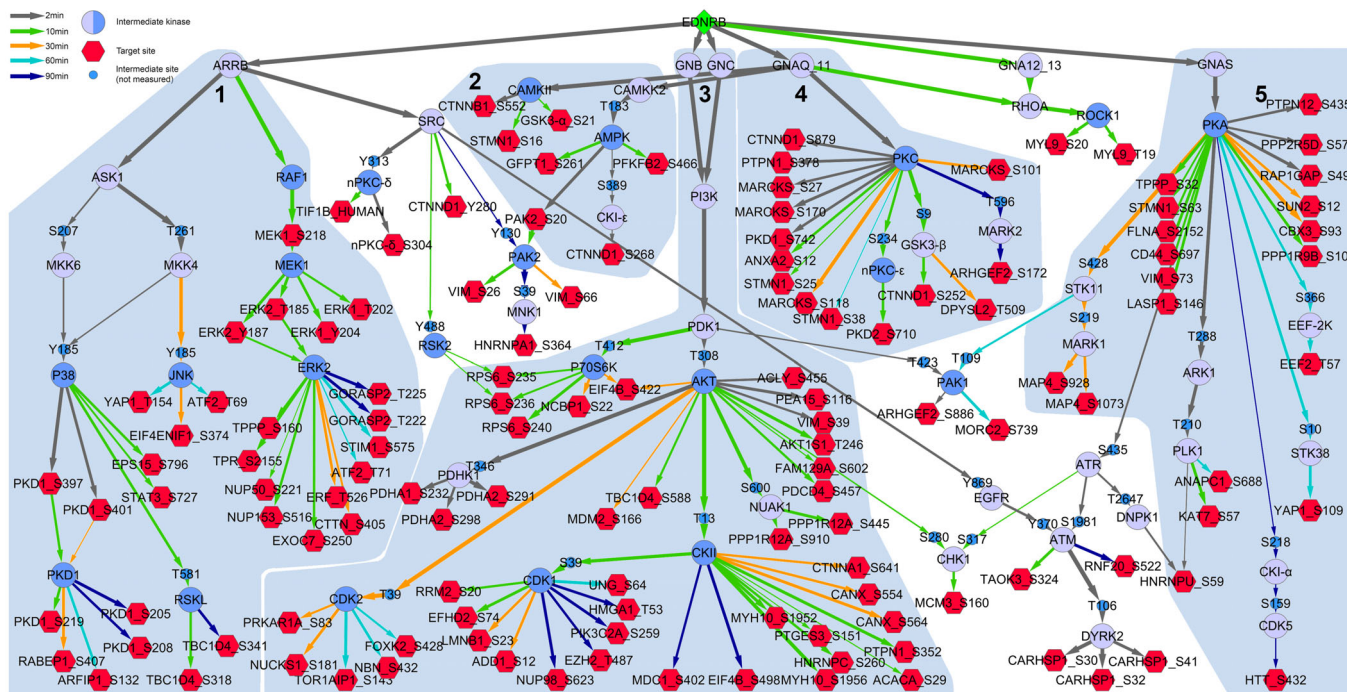 2min
10min
30min
60min
90min
Intermediate kinase
Target site
Intermediate site
(not measured)
EDNRB
ARRB
1
2
3
4
5
GNB
GNC
GNAQ_11
GNA12_13
GNAS
RHOA
ROCK1
MYL9_S20
MYL9_T19
CAMKII
CAMKK2
CTNNB1_S552
GSK3-α_S21
STMN1_S16
T183
AMPK
GFPT1_S261
PFKFB2_S466
S389
CKI-ε
CTNND1_S268
SRC
Y313
nPKC-δ
TIF1B_HUMAN
nPKC-δ_S304
CTNND1_Y280
PAK2_S20
Y130
PAK2
VIM_S26
VIM_S66
S39
MNK1
HNRNPA1_S364
Y488
RSK2
ASK1
RAF1
MEK1_S218
MEK1
S207
T261
MKK6
MKK4
ERK2_T185
ERK1_T202
ERK2_Y187
ERK1_Y204
Y185
Y185
P38
JNK
ERK2
YAP1_T154
ATF2_T69
EIF4ENIF1_S374
GORASP2_T225
GORASP2_T222
STIM1_S575
ATF2_T71
TPPP_S160
TPR_S2155
NUP50_S221
ERF_T526
NUP153_S516
CTTN_S405
EXOC7_S250
EPS15_S796
PKD1_S397
STAT3_S727
PKD1_S401
PKD1
T581
RSKL
PKD1_S219
PKD1_S205
RABEP1_S407
PKD1_S208
TBC1D4_S341
ARFIP1_S132
TBC1D4_S318
PI3K
PDK1
T412
T308
P70S6K
AKT
RPS6_S235
RPS6_S236
RPS6_S240
NCBP1_S22
EIF4B_S422
ACLY_S455
PEA15_S116
VIM_S39
AKT1S1_T246
FAM129A_S602
PDCD4_S457
T346
PDHK1
PDHA1_S232
PDHA2_S291
PDHA2_S298
TBC1D4_S588
MDM2_S166
S600
NUAK1
PPP1R12A_S445
PPP1R12A_S910
T13
CKII
S39
CDK1
T39
CDK2
RRM2_S20
UNG_S64
EFHD2_S74
HMGA1_T53
LMNB1_S23
PIK3C2A_S259
ADD1_S12
EZH2_T487
NUP98_S623
PRKAR1A_S83
NUCKS1_S181
FOXK2_S428
NBN_S432
TOR1AIP1_S143
CTNNA1_S641
CANX_S554
CANX_S564
MYH10_S1952
PTGES3_S151
PTPN1_S352
HNRNPC_S260
MDC1_S402
EIF4B_S498
MYH10_S1956
ACACA_S29
CTNND1_S879
PTPN1_S378
MARCKS_S27
MARCKS_S170
PKD1_S742
ANXA2_S12
STMN1_S25
MARCKS_S118
STMN1_S38
PKC
MARCKS_S101
T596
MARK2
ARHGEF2_S172
S9
GSK3-β
S234
nPKC-ε
CTNND1_S252
DPYSL2_T509
PKD2_S710
T423
T109
PAK1
ARHGEF2_S886
MORC2_S739
PKA
PTPN12_S435
PPP2R5D_S57
RAP1GAP_S49
SUN2_S12
CBX3_S93
PPP1R9B_S10
TPPP_S32
STMN1_S63
FLNA_S2152
CD44_S697
VIM_S73
LASP1_S146
S428
STK11
S219
MARK1
MAP4_S928
MAP4_S1073
S366
EEF-2K
EEF2_T57
T288
ARK1
T210
PLK1
ANAPC1_S688
KAT7_S57
S10
STK38
YAP1_S109
S218
CKI-α
S159
CDK5
HTT_S432
S435
ATR
T2647
DNPK1
HNRNPU_S59
Y869
EGFR
Y370
S1981
ATM
S280
S317
CHK1
MCM3_S160
TAOK3_S324
RNF20_S522
T106
DYRK2
CARHSP1_S30
CARHSP1_S41
CARHSP1_S32